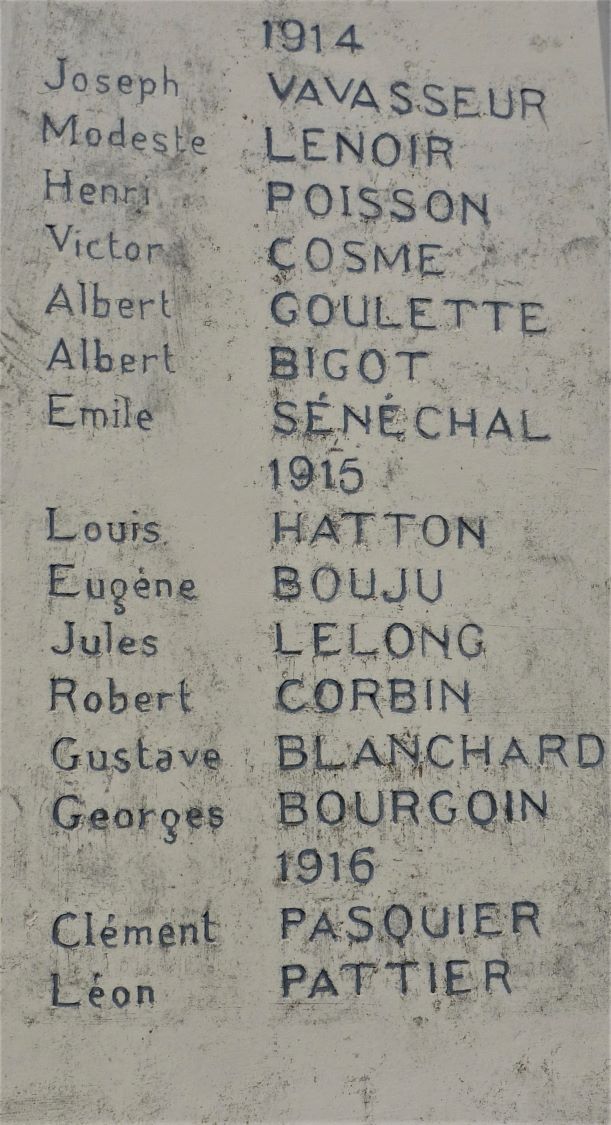 1914
Joseph VAVASSEUR
Modeste LENOIR
Henri POISSON
Victor COSME
Albert GOULETTE
Albert BIGOT
Emile SÉNÉCHAL
1915
Louis HATTON
Eugène BOUJU
Jules LELONG
Robert CORBIN
Gustave BLANCHARD
Georges BOURGOIN
1916
Clément PASQUIER
Léon PATTIER